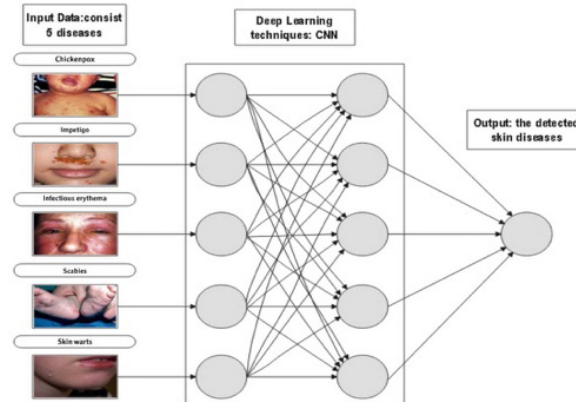 Input Data:consist
5 diseases
Deep Learning
techniques: CNN
Chickenpox
Impetigo
Output: the detected
skin diseases
Infectious erythema
Scabies
Skin warts